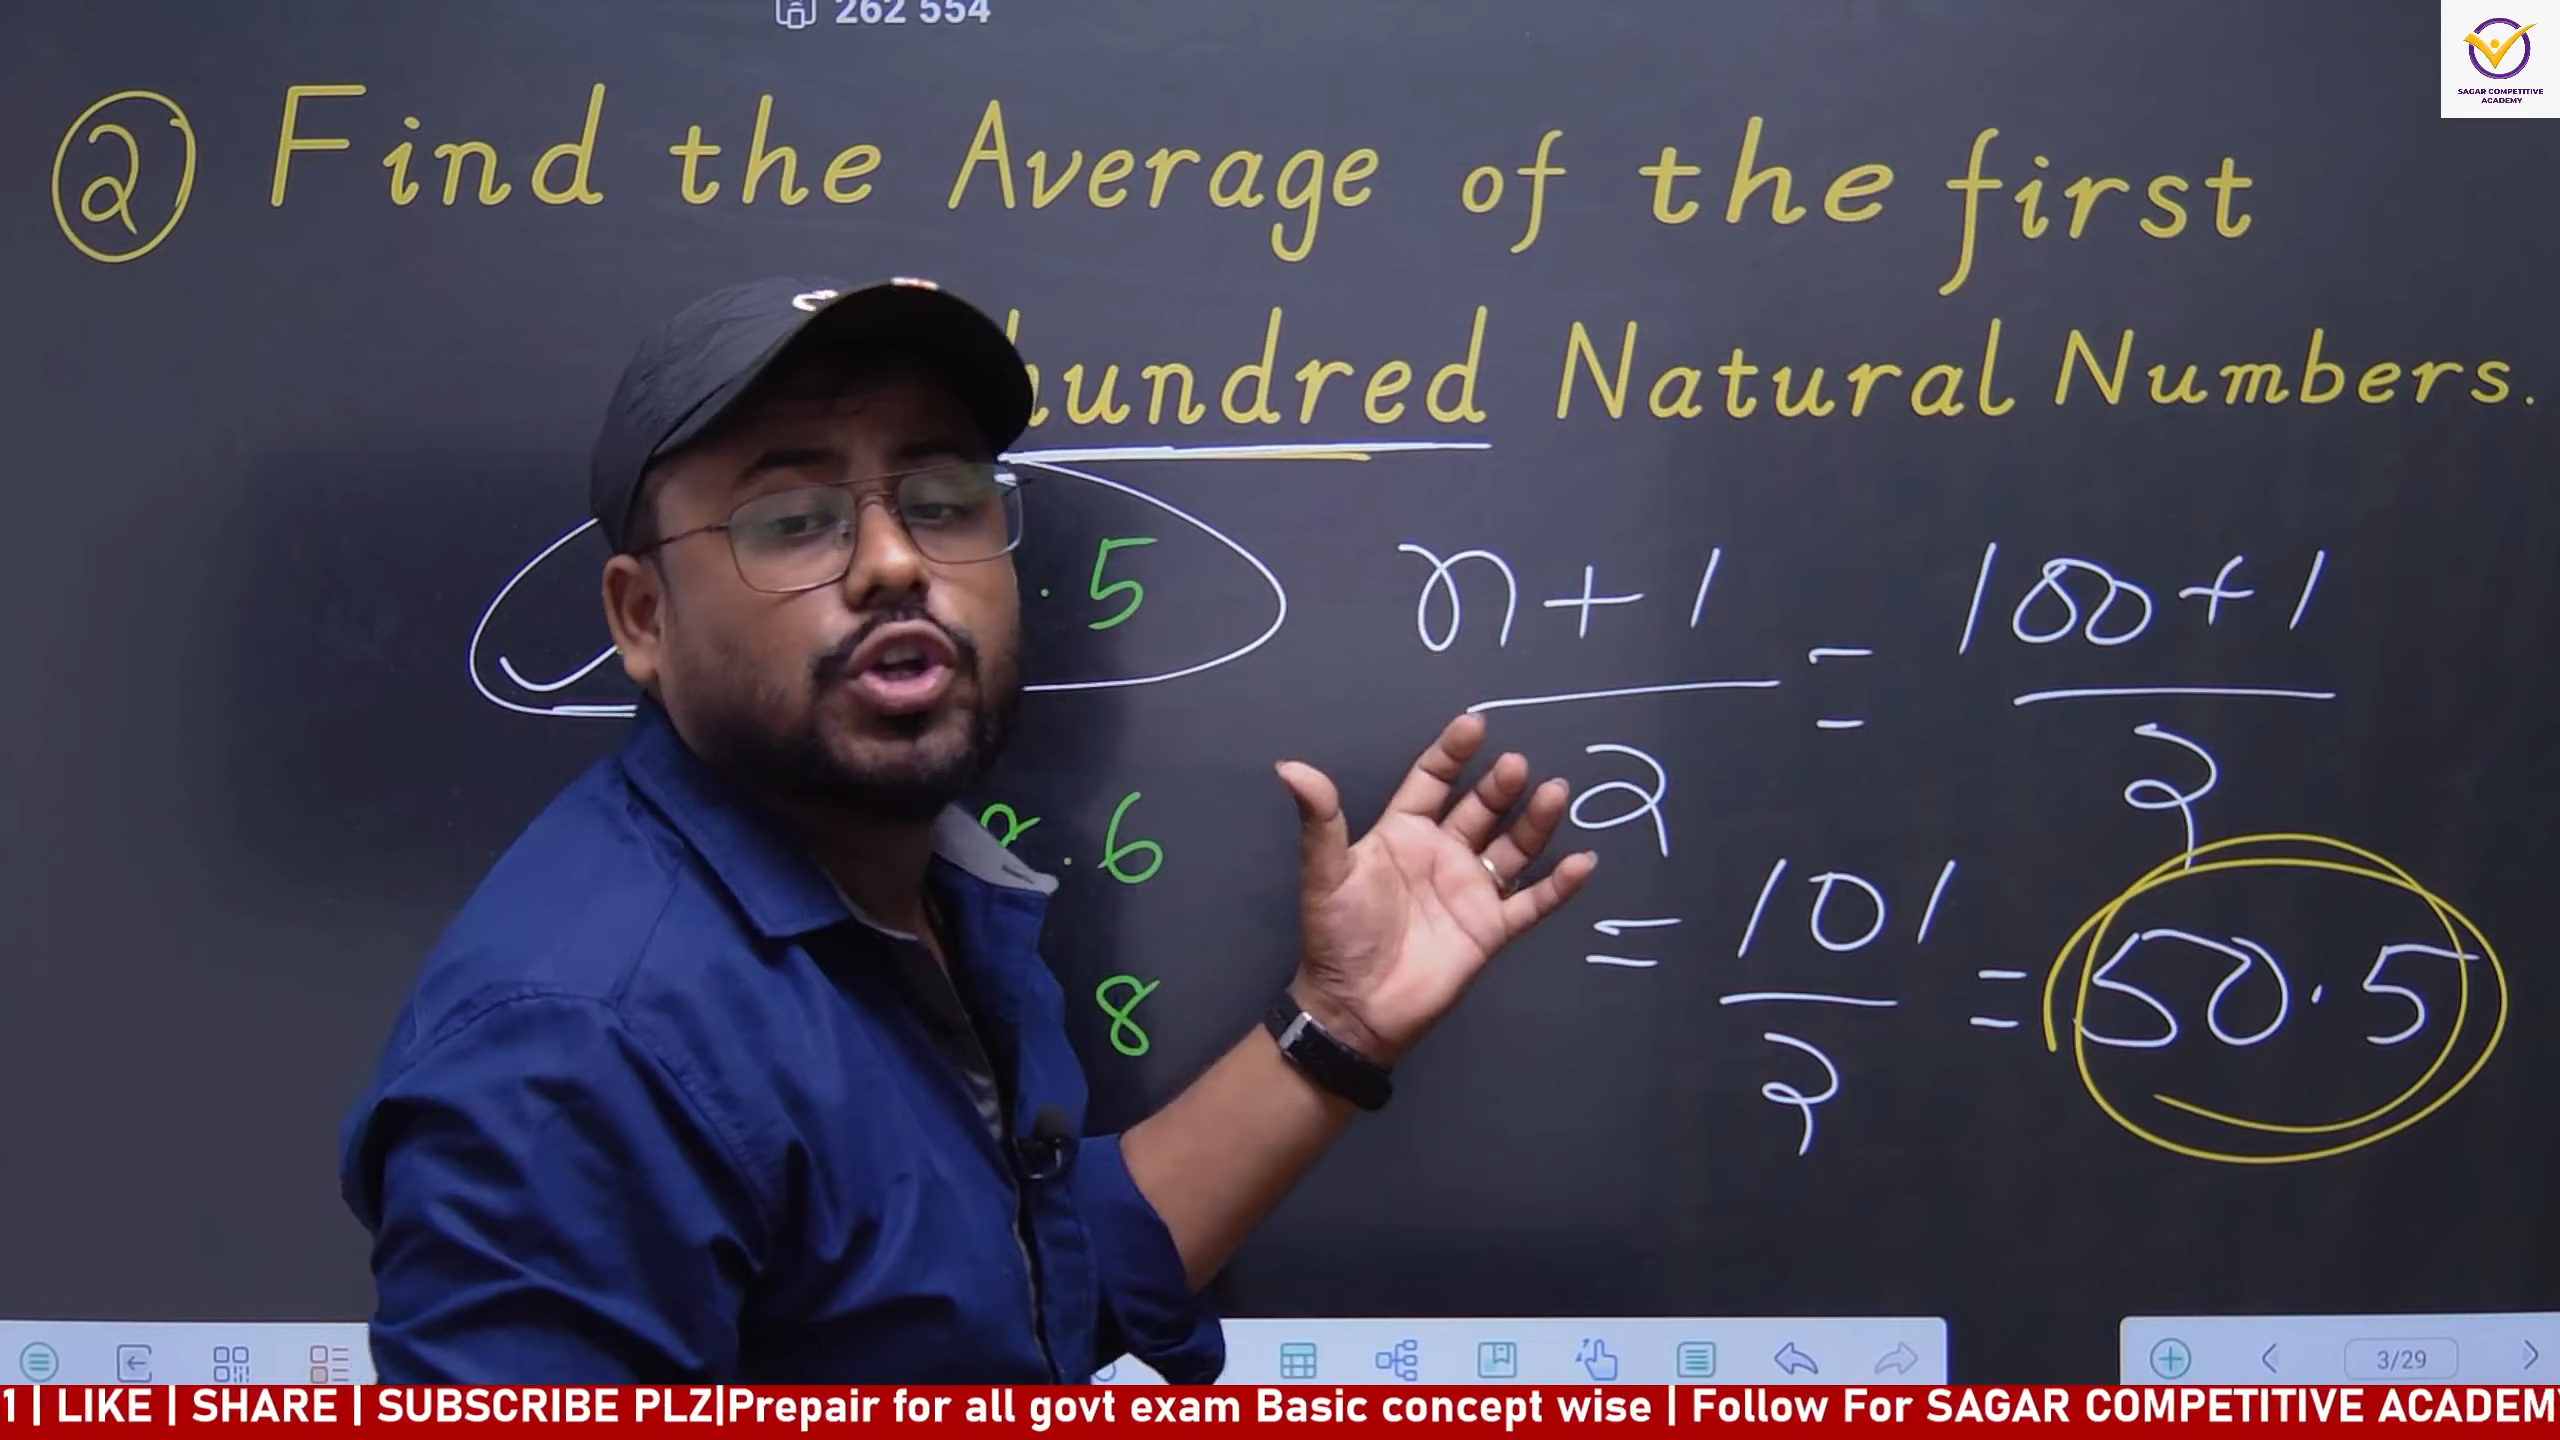 262 554
SAGAR COMPETITIVE
ACADEMY
2 Find the Average of the first
hundred Natural Numbers.
.5
.6
8
n+1 = 100+1
2 2
= 101 = 50.5
2
3/29
1 | LIKE | SHARE | SUBSCRIBE PLZ|Prepair for all govt exam Basic concept wise | Follow For SAGAR COMPETITIVE ACADEMY